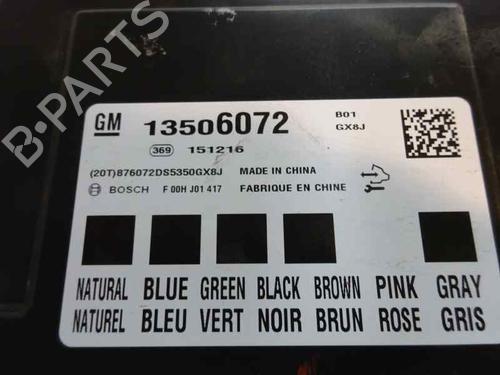 GM 13506072 B01
GX8J
369 151216
(20T)876072DS5350GX8J MADE IN CHINA
BOSCH F 00H J01 417 FABRIQUE EN CHINE
NATURAL BLUE GREEN BLACK BROWN PINK GRAY
NATUREL BLEU VERT NOIR BRUN ROSE GRIS
B-PARTS